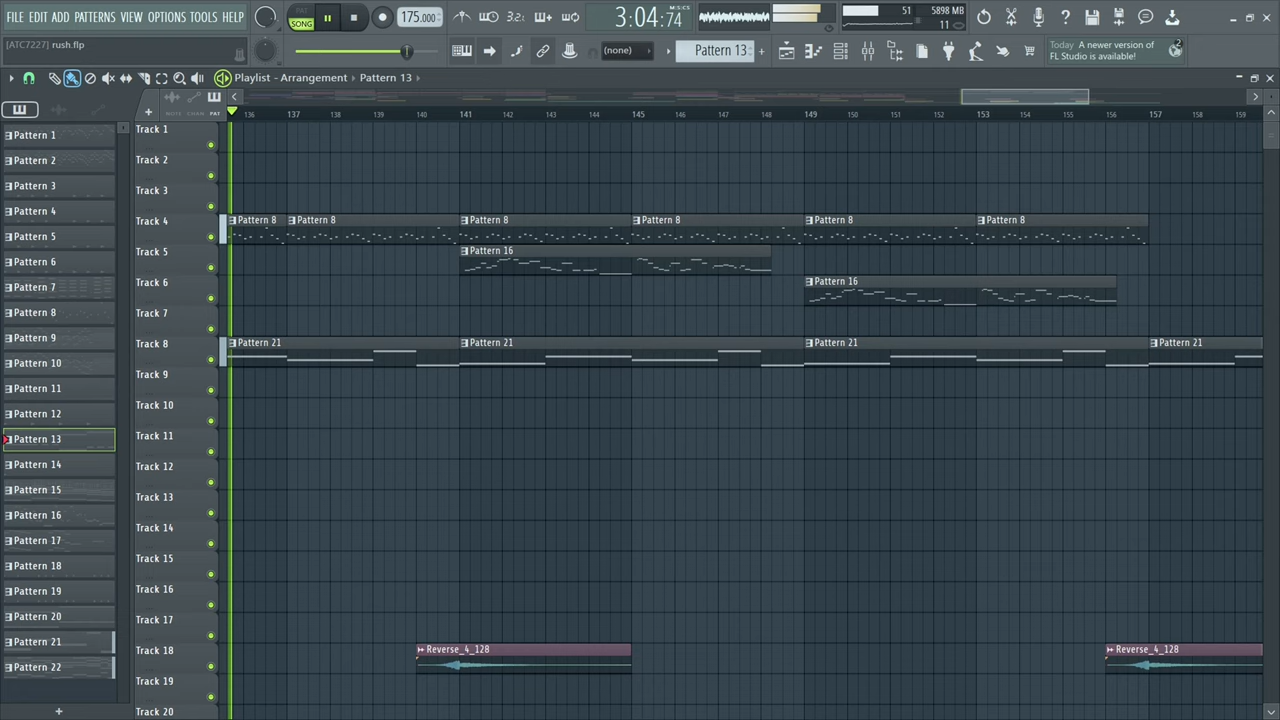 FILE EDIT ADD PATTERNS VIEW OPTIONS TOOLS HELP
PAT
SONG
175.000
3.2.
3:04:74
M:S:CS
51
5898 MB
11
[ATC7227] rush.flp
(none)
Pattern 13
Today
A newer version of
FL Studio is available!
2
Playlist - Arrangement
Pattern 13
NOTE
CHAN
PAT
136 137 138 139 140 141 142 143 144 145 146 147 148 149 150 151 152 153 154 155 156 157 158 159
Pattern 1
Pattern 2
Pattern 3
Pattern 4
Pattern 5
Pattern 6
Pattern 7
Pattern 8
Pattern 9
Pattern 10
Pattern 11
Pattern 12
Pattern 13
Pattern 14
Pattern 15
Pattern 16
Pattern 17
Pattern 18
Pattern 19
Pattern 20
Pattern 21
Pattern 22
Track 1
Track 2
Track 3
Track 4
Pattern 8 Pattern 8 Pattern 8 Pattern 8 Pattern 8 Pattern 8
Track 5
Pattern 16
Track 6
Pattern 16
Track 7
Track 8
Pattern 21 Pattern 21 Pattern 21 Pattern 21
Track 9
Track 10
Track 11
Track 12
Track 13
Track 14
Track 15
Track 16
Track 17
Track 18
Reverse_4_128 Reverse_4_128
Track 19
Track 20